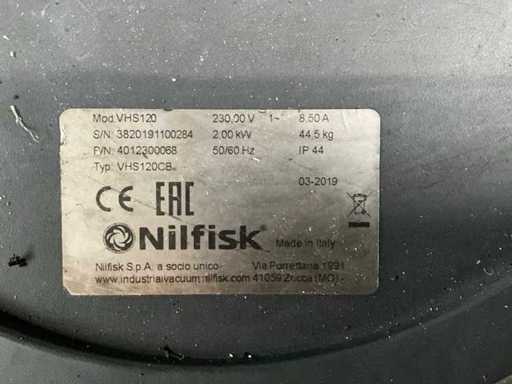 Mod.VHS120 230,00 V 1~ 8,50 A
S/N: 3820191100284 2,00 kW 44,5 kg
P/N: 4012300068 50/60 Hz IP 44
Typ: VHS120CB
03-2019
CE EAC
Nilfisk Made in Italy
Nilfisk S.p.A. a socio unico- Via Porrettana 1991
www.industrialvacuum.nilfisk.com 41059 Zocca (MO) -